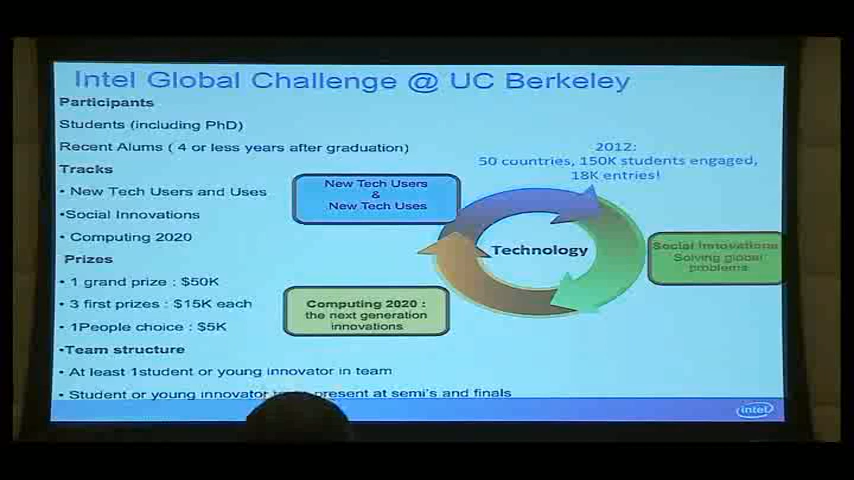 Intel Global Challenge @ UC Berkeley
Participants
Students (including PhD)
Recent Alums ( 4 or less years after graduation)
Tracks
• New Tech Users and Uses
•Social Innovations
• Computing 2020
Prizes
• 1 grand prize : $50K
• 3 first prizes : $15K each
• 1People choice : $5K
•Team structure
• At least 1student or young innovator in team
• Student or young innovator present at semi's and finals
2012:
50 countries, 150K students engaged,
18K entries!
New Tech Users
&
New Tech Uses
Technology
Social Innovations
Solving global
problems
Computing 2020 :
the next generation
innovations
intel